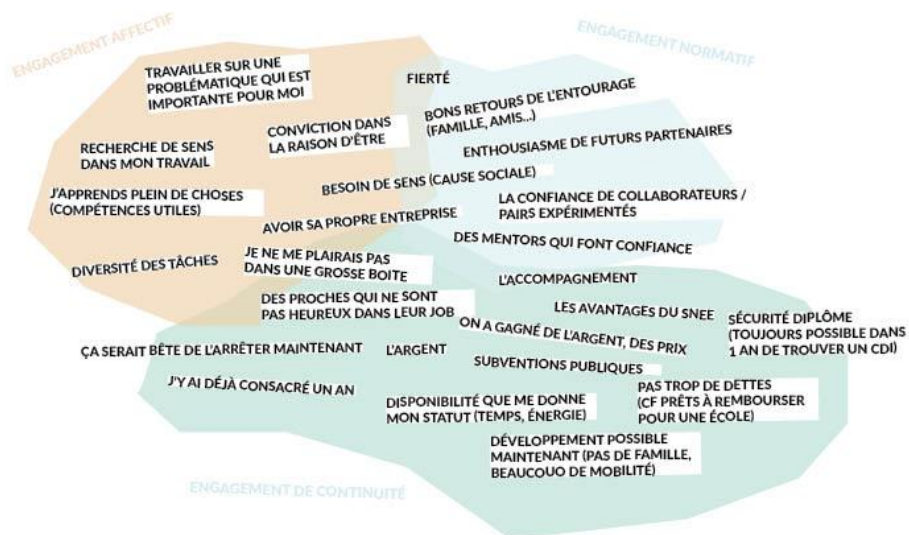 ENGAGEMENT AFFECTIF
ENGAGEMENT NORMATIF
TRAVAILLER SUR UNE
PROBLÉMATIQUE QUI EST
IMPORTANTE POUR MOI
FIERTÉ
BONS RETOURS DE L'ENTOURAGE
(FAMILLE, AMIS...)
CONVICTION DANS
LA RAISON D'ÊTRE
RECHERCHE DE SENS
DANS MON TRAVAIL
ENTHOUSIASME DE FUTURS PARTENAIRES
BESOIN DE SENS (CAUSE SOCIALE)
J'APPRENDS PLEIN DE CHOSES
(COMPÉTENCES UTILES)
LA CONFIANCE DE COLLABORATEURS /
PAIRS EXPÉRIMENTÉS
AVOIR SA PROPRE ENTREPRISE
DES MENTORS QUI FONT CONFIANCE
DIVERSITÉ DES TÂCHES
JE NE ME PLAIRAIS PAS
DANS UNE GROSSE BOITE
L'ACCOMPAGNEMENT
DES PROCHES QUI NE SONT
PAS HEUREUX DANS LEUR JOB
LES AVANTAGES DU SNEE
SÉCURITÉ DIPLÔME
(TOUJOURS POSSIBLE DANS
1 AN DE TROUVER UN CDI)
ON A GAGNÉ DE L'ARGENT, DES PRIX
ÇA SERAIT BÊTE DE L'ARRÊTER MAINTENANT
L'ARGENT
SUBVENTIONS PUBLIQUES
J'Y AI DÉJÀ CONSACRÉ UN AN
DISPONIBILITÉ QUE ME DONNE
MON STATUT (TEMPS, ÉNERGIE)
PAS TROP DE DETTES
(CF PRÊTS À REMBOURSER
POUR UNE ÉCOLE)
DÉVELOPPEMENT POSSIBLE
MAINTENANT (PAS DE FAMILLE,
BEAUCOUO DE MOBILITÉ)
ENGAGEMENT DE CONTINUITÉ